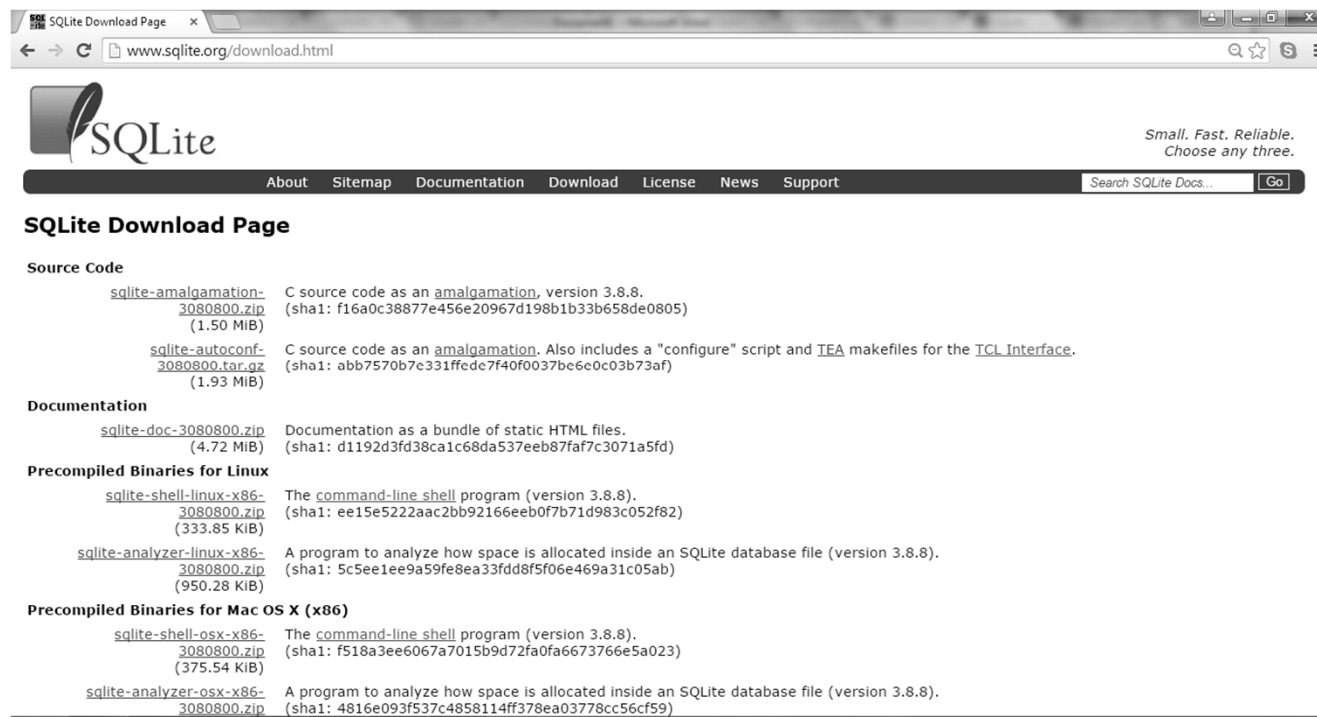 SQLite Download Page
www.sqlite.org/download.html
SQLite
Small. Fast. Reliable.
Choose any three.
About Sitemap Documentation Download License News Support Search SQLite Docs... Go
SQLite Download Page
Source Code
sqlite-amalgamation- C source code as an amalgamation, version 3.8.8.
3080800.zip (sha1: f16a0c38877e456e20967d198b1b33b658de0805)
(1.50 MiB)
sqlite-autoconf- C source code as an amalgamation. Also includes a "configure" script and TEA makefiles for the TCL Interface.
3080800.tar.gz (sha1: abb7570b7e331ffede7f40f0037be6e0c03b73af)
(1.93 MiB)
Documentation
sqlite-doc-3080800.zip Documentation as a bundle of static HTML files.
(4.72 MiB) (sha1: d1192d3fd38ca1c68da537eeb87faf7c3071a5fd)
Precompiled Binaries for Linux
sqlite-shell-linux-x86- The command-line shell program (version 3.8.8).
3080800.zip (sha1: ee15e5222aac2bb92166eeb0f7b71d983c052f82)
(333.85 KiB)
sqlite-analyzer-linux-x86- A program to analyze how space is allocated inside an SQLite database file (version 3.8.8).
3080800.zip (sha1: 5c5ee1ee9a59fe8ea33fdd8f5f06e469a31c05ab)
(950.28 KiB)
Precompiled Binaries for Mac OS X (x86)
sqlite-shell-osx-x86- The command-line shell program (version 3.8.8).
3080800.zip (sha1: f518a3ee6067a7015b9d72fa0fa6673766e5a023)
(375.54 KiB)
sqlite-analyzer-osx-x86- A program to analyze how space is allocated inside an SQLite database file (version 3.8.8).
3080800.zip (sha1: 4816e093f537c4858114ff378ea03778cc56cf59)